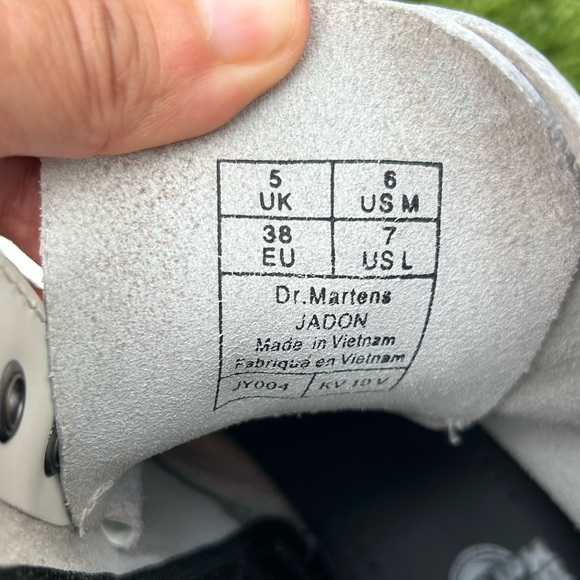 5 UK
6 US M
38 EU
7 US L
Dr.Martens
JADON
Made in Vietnam
Fabriqué en Vietnam
JY004 KV 10 V